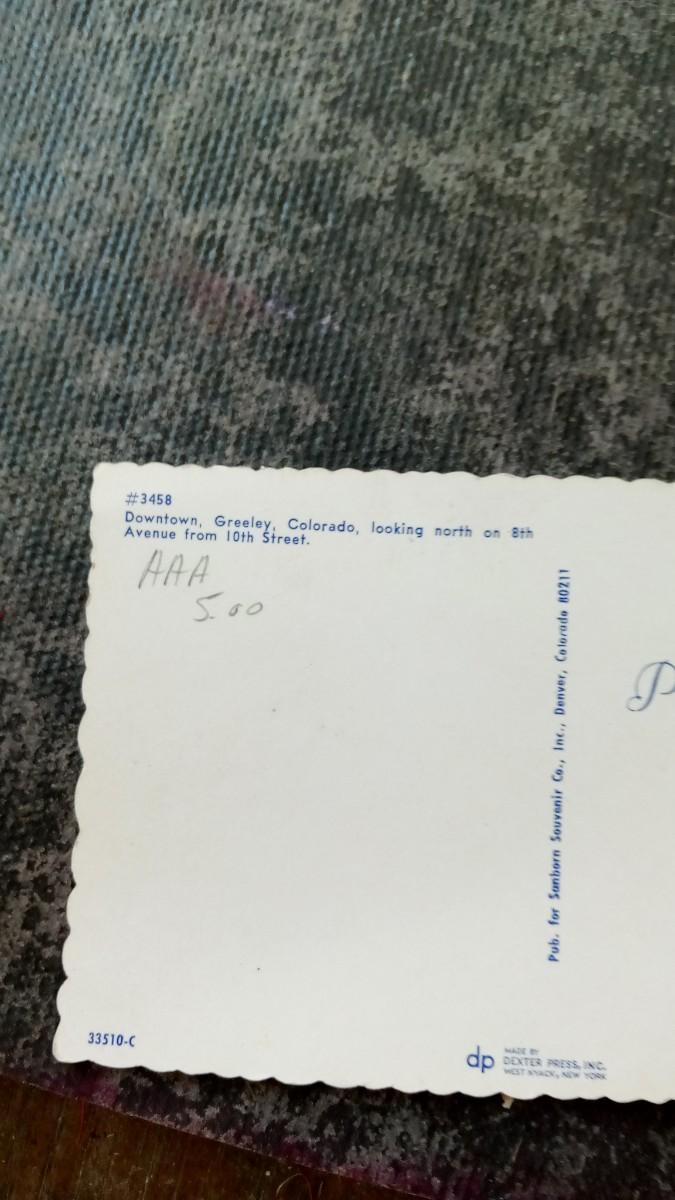 #3458
Downtown, Greeley, Colorado, looking north on 8th
Avenue from 10th Street.
AAA
5.00
Pub. for Sanborn Souvenir Co., Inc., Denver, Colorado 80211
P
33510-C
dp
MADE BY
DEXTER PRESS, INC.
WEST NYACK, NEW YORK